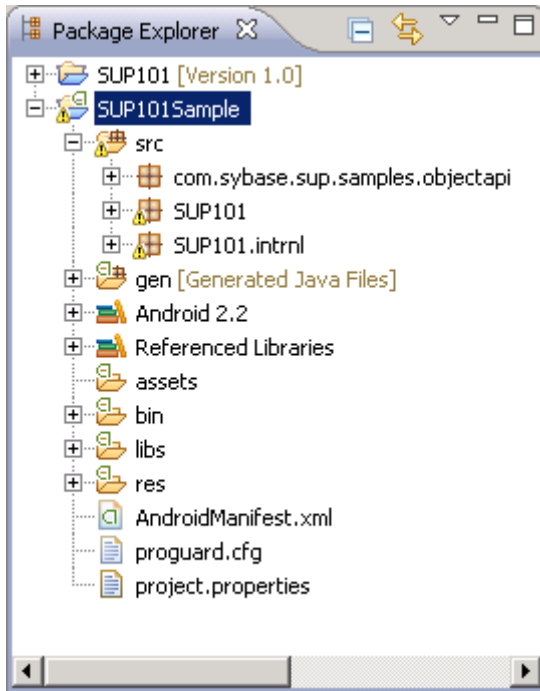 Package Explorer
SUP101 [Version 1.0]
SUP101Sample
src
com.sybase.sup.samples.objectapi
SUP101
SUP101.intrnl
gen [Generated Java Files]
Android 2.2
Referenced Libraries
assets
bin
libs
res
AndroidManifest.xml
proguard.cfg
project.properties